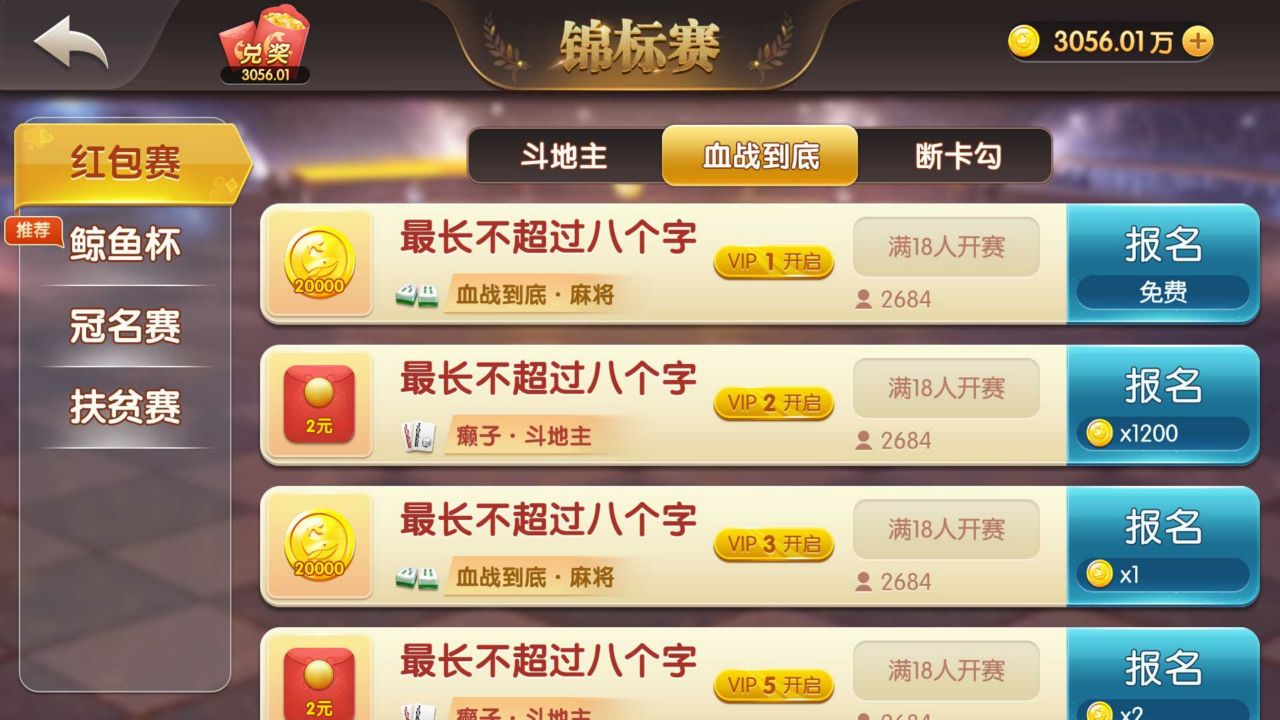 兑奖
3056.01
锦标赛
3056.01万
红包赛
推荐
鲸鱼杯
冠名赛
扶贫赛
斗地主
血战到底
断卡勾
20000
最长不超过八个字
血战到底·麻将
VIP 1 开启
满18人开赛
2684
报名
免费
2元
最长不超过八个字
癞子·斗地主
VIP 2 开启
满18人开赛
2684
报名
x1200
20000
最长不超过八个字
血战到底·麻将
VIP 3 开启
满18人开赛
2684
报名
x1
2元
最长不超过八个字
癞子·斗地主
VIP 5 开启
满18人开赛
2684
报名
x2